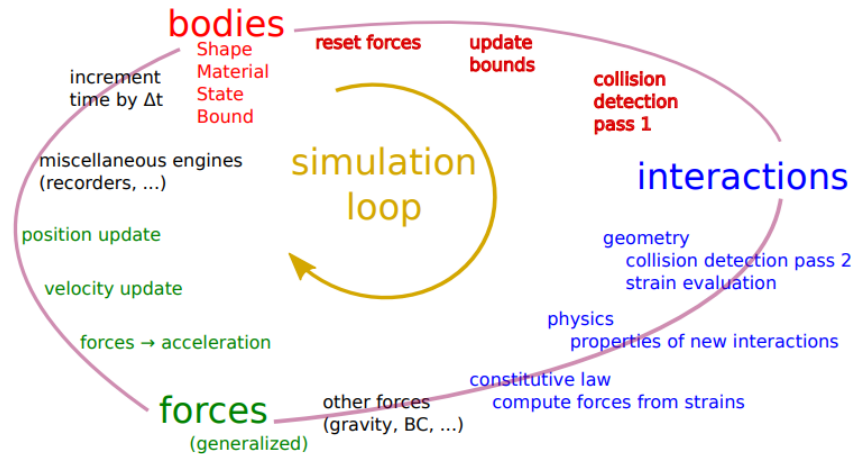 bodies
Shape
Material
State
Bound
reset forces
update
bounds
collision
detection
pass 1
interactions
geometry
collision detection pass 2
strain evaluation
physics
properties of new interactions
constitutive law
compute forces from strains
other forces
(gravity, BC, ...)
forces
(generalized)
forces → acceleration
velocity update
position update
miscellaneous engines
(recorders, ...)
increment
time by Δt
simulation
loop